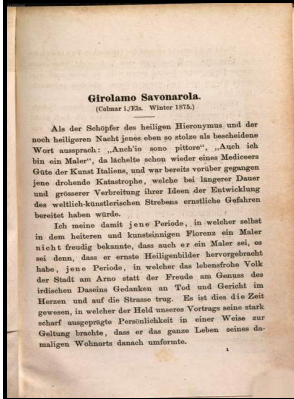 Girolamo Savonarola.
(Colmar i./Els. Winter 1875.)
Als der Schöpfer des heiligen Hieronymus und der
noch heiligeren Nacht jenes eben so stolze als bescheidene
Wort aussprach: „Anch'io sono pittore", „Auch ich
bin ein Maler", da lächelte schon wieder eines Mediceers
Güte der Kunst Italiens, und war bereits vorüber gegangen
jene drohende Katastrophe, welche bei längerer Dauer
und grösserer Verbreitung ihrer Ideen der Entwicklung
des weltlich-künstlerischen Strebens ernstliche Gefahren
bereitet haben würde.
Ich meine damit jene Periode, in welcher selbst
in dem heiteren und kunstsinnigen Florenz ein Maler
nicht freudig bekannte, dass auch er ein Maler sei, es
sei denn, dass er ernste Heiligenbilder hervorgebracht
habe, jene Periode, in welcher das lebensfrohe Volk
der Stadt am Arno statt der Freude am Genuss des
irdischen Daseins Gedanken an Tod und Gericht im
Herzen und auf die Strasse trug. Es ist dies die Zeit
gewesen, in welcher der Held unseres Vortrags seine stark
scharf ausgeprägte Persönlichkeit in einer Weise zur
Geltung brachte, dass er das ganze Leben seines da-
maligen Wohnorts danach umformte.
1